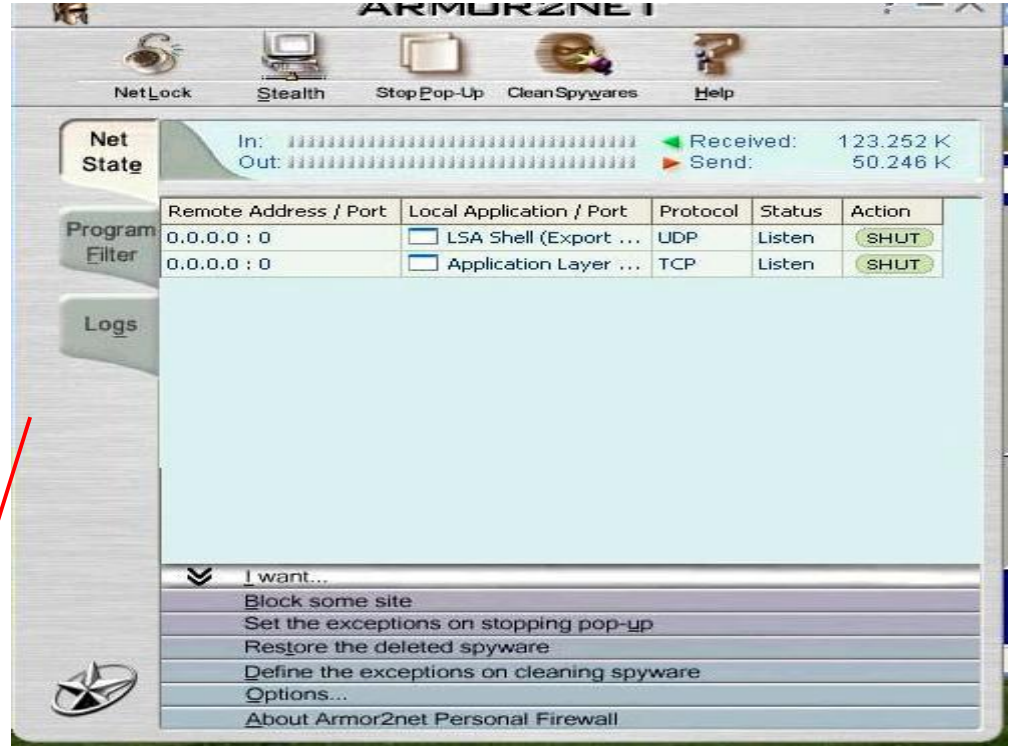 ARMOR2NET
? – X
NetLock Stealth Stop Pop-Up Clean Spywares Help
Net State
In: Received: 123.252 K
Out: Send: 50.246 K
Program Filter
Logs
Remote Address / Port Local Application / Port Protocol Status Action
0.0.0.0 : 0 LSA Shell (Export ... UDP Listen SHUT
0.0.0.0 : 0 Application Layer ... TCP Listen SHUT
I want...
Block some site
Set the exceptions on stopping pop-up
Restore the deleted spyware
Define the exceptions on cleaning spyware
Options...
About Armor2net Personal Firewall